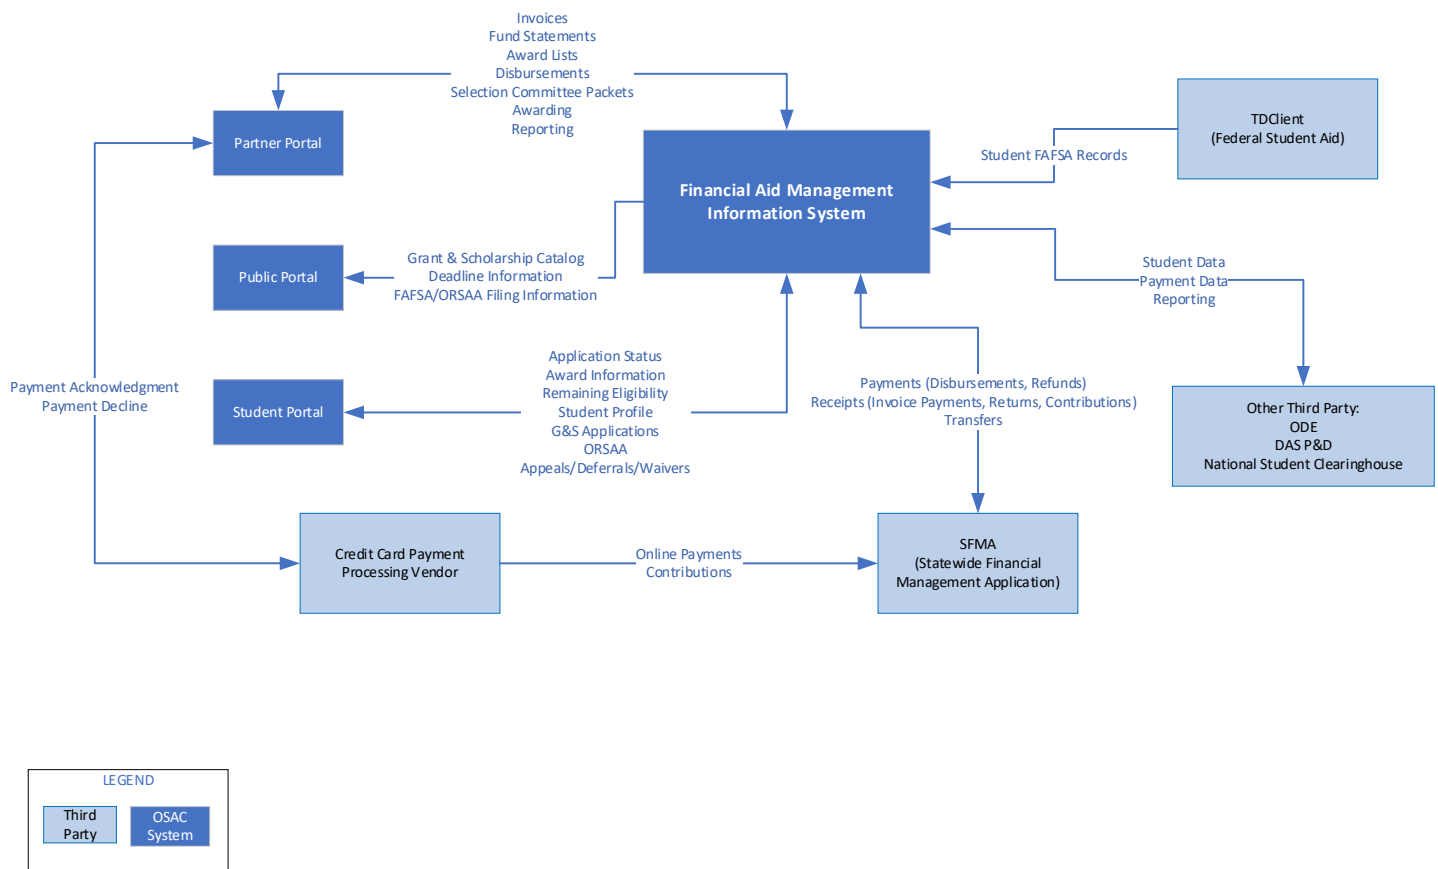 Invoices
Fund Statements
Award Lists
Disbursements
Selection Committee Packets
Awarding
Reporting
Partner Portal
Financial Aid Management
Information System
TDClient
(Federal Student Aid)
Student FAFSA Records
Public Portal
Grant & Scholarship Catalog
Deadline Information
FAFSA/ORSAA Filing Information
Student Data
Payment Data
Reporting
Payment Acknowledgment
Payment Decline
Student Portal
Application Status
Award Information
Remaining Eligibility
Student Profile
G&S Applications
ORSAA
Appeals/Deferrals/Waivers
Payments (Disbursements, Refunds)
Receipts (Invoice Payments, Returns, Contributions)
Transfers
Other Third Party:
ODE
DAS P&D
National Student Clearinghouse
Credit Card Payment
Processing Vendor
Online Payments
Contributions
SFMA
(Statewide Financial
Management Application)
LEGEND
Third
Party
OSAC
System